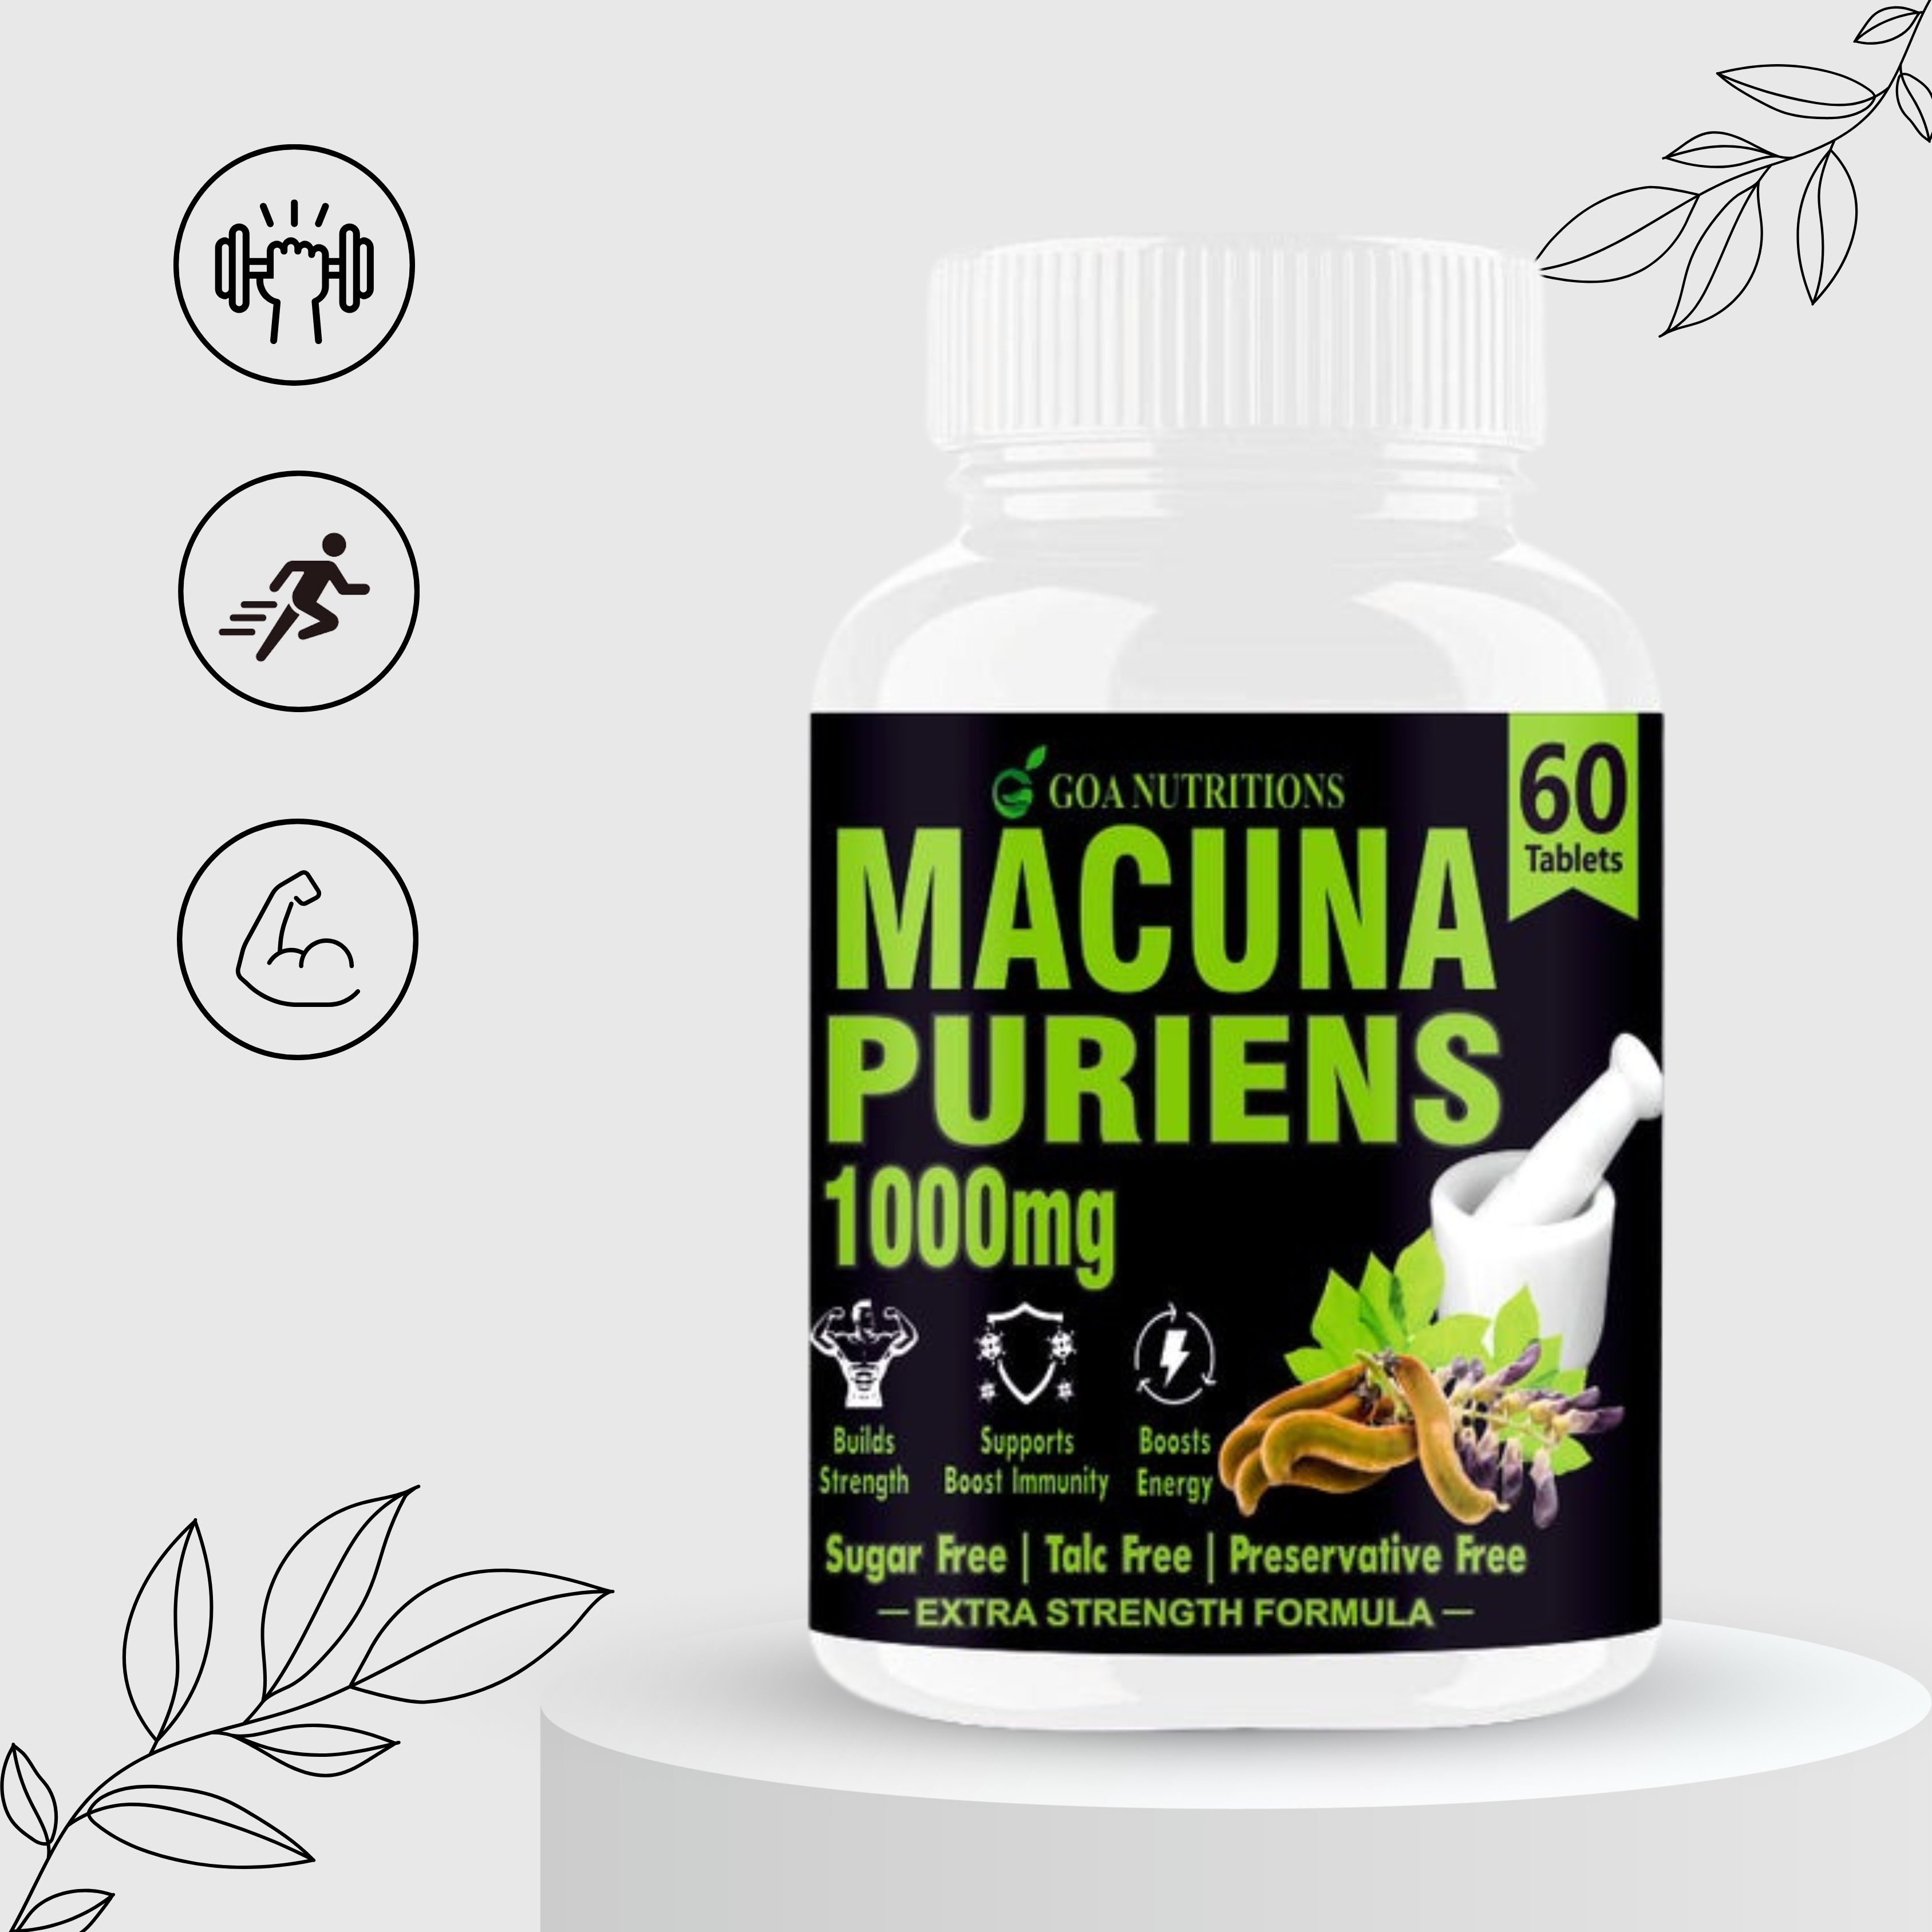 GOA NUTRITIONS
60
Tablets
MACUNA
PURIENS
1000mg
Builds
Strength
Supports
Boost Immunity
Boosts
Energy
Sugar Free | Talc Free | Preservative Free
— EXTRA STRENGTH FORMULA —